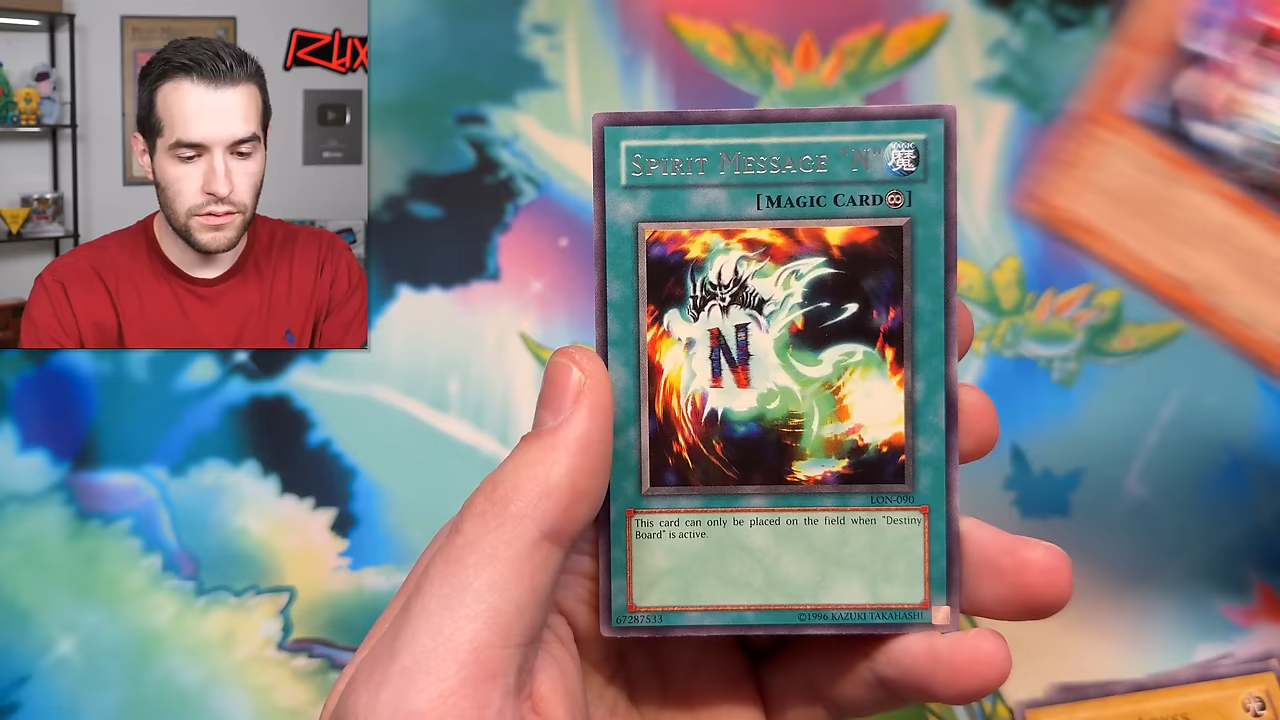 RUX
SPIRIT MESSAGE "N"
MAGIC
魔
[MAGIC CARD♾]
N
LON-090
This card can only be placed on the field when "Destiny
Board" is active.
67287533
©1996 KAZUKI TAKAHASHI